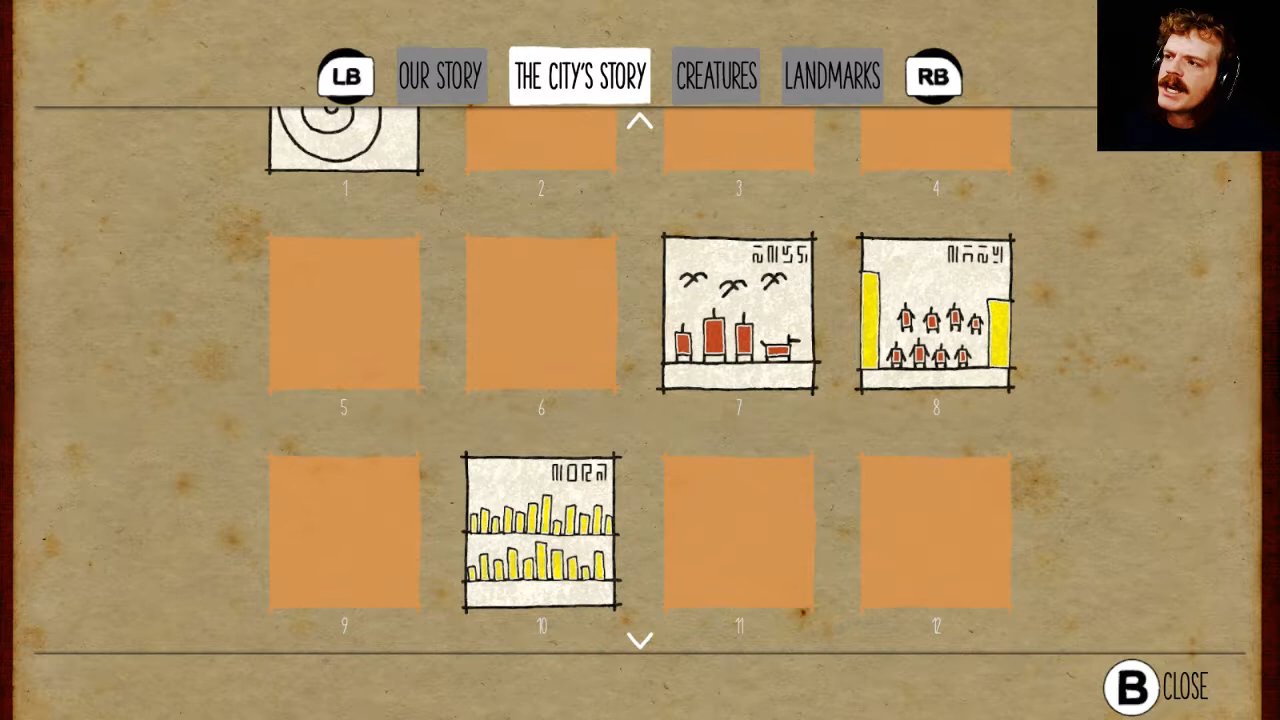 LB OUR STORY THE CITY'S STORY CREATURES LANDMARKS RB
1 2 3 4
5 6 7 8
9 10 11 12
B CLOSE